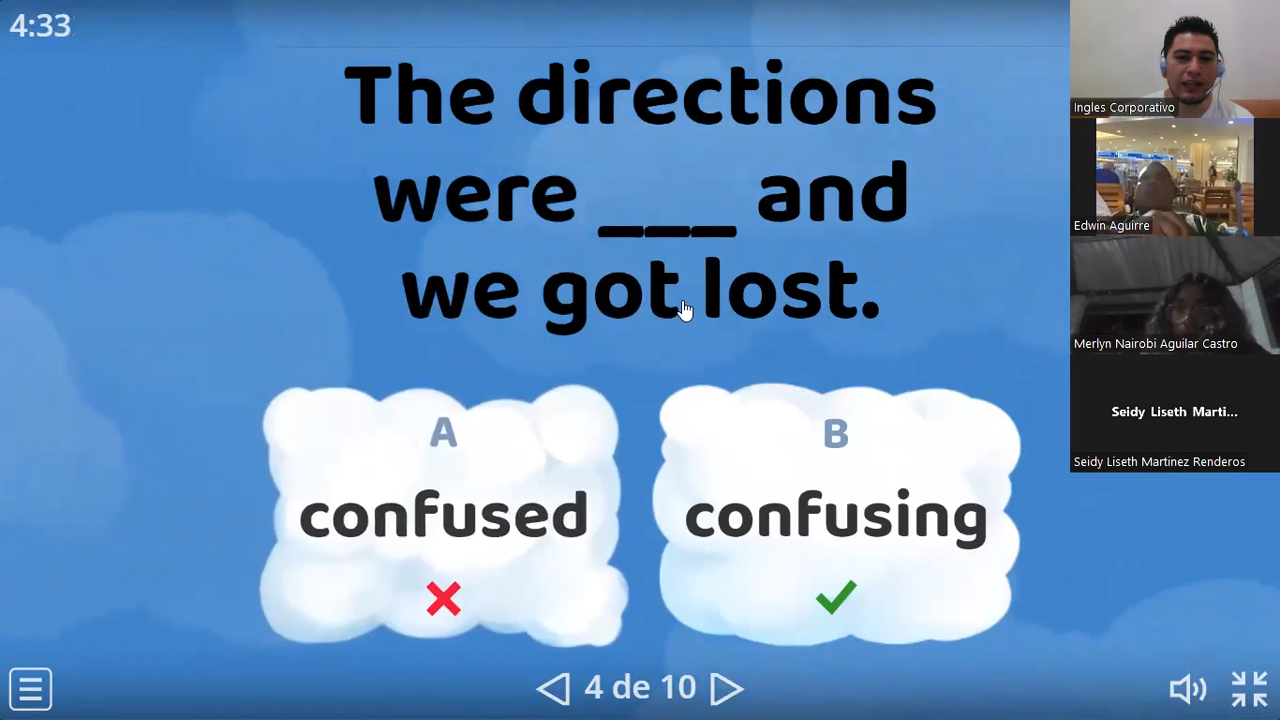 4:33
The directions
were ___ and
we got lost.
A
confused
B
confusing
4 de 10
Ingles Corporativo
Edwin Aguirre
Merlyn Nairobi Aguilar Castro
Seidy Liseth Marti...
Seidy Liseth Martinez Renderos